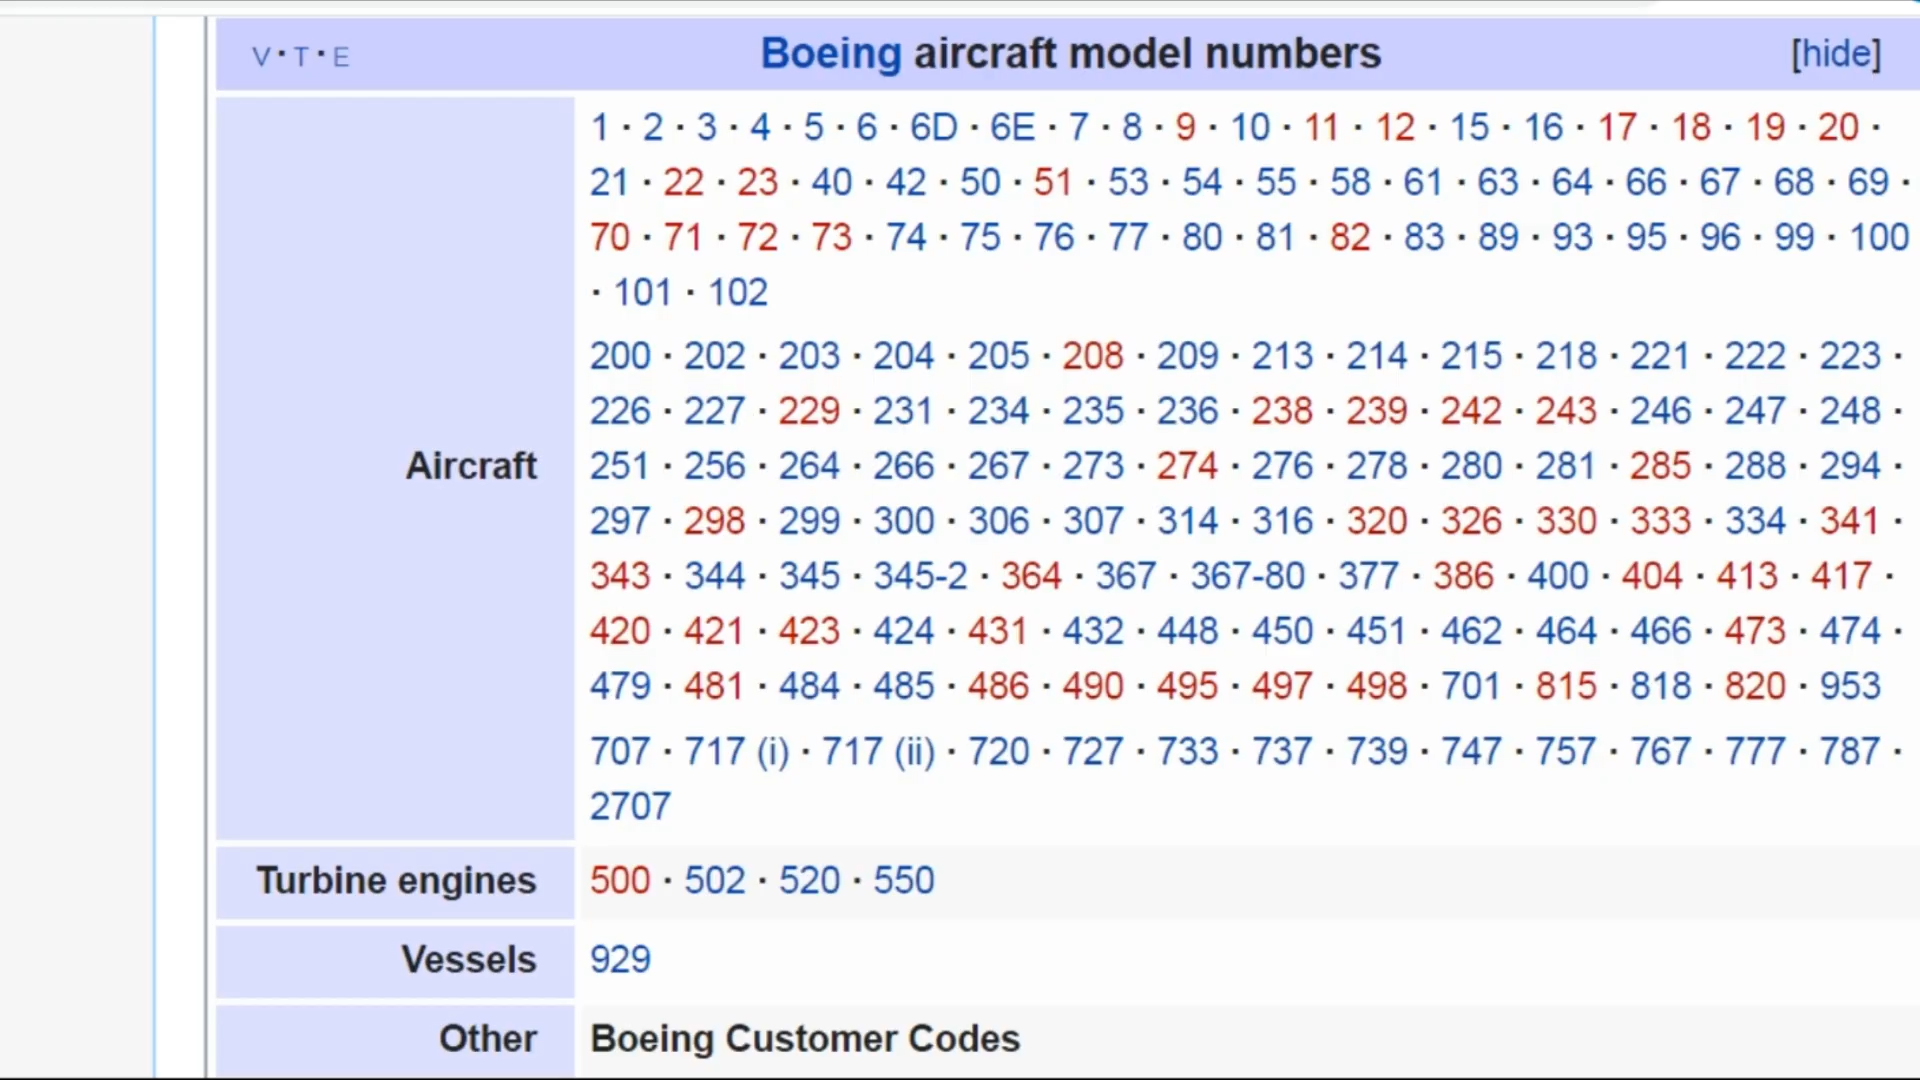 V · T · E
Boeing aircraft model numbers
[hide]
Aircraft
1 · 2 · 3 · 4 · 5 · 6 · 6D · 6E · 7 · 8 · 9 · 10 · 11 · 12 · 15 · 16 · 17 · 18 · 19 · 20 ·
21 · 22 · 23 · 40 · 42 · 50 · 51 · 53 · 54 · 55 · 58 · 61 · 63 · 64 · 66 · 67 · 68 · 69 ·
70 · 71 · 72 · 73 · 74 · 75 · 76 · 77 · 80 · 81 · 82 · 83 · 89 · 93 · 95 · 96 · 99 · 100
· 101 · 102
200 · 202 · 203 · 204 · 205 · 208 · 209 · 213 · 214 · 215 · 218 · 221 · 222 · 223 ·
226 · 227 · 229 · 231 · 234 · 235 · 236 · 238 · 239 · 242 · 243 · 246 · 247 · 248 ·
251 · 256 · 264 · 266 · 267 · 273 · 274 · 276 · 278 · 280 · 281 · 285 · 288 · 294 ·
297 · 298 · 299 · 300 · 306 · 307 · 314 · 316 · 320 · 326 · 330 · 333 · 334 · 341 ·
343 · 344 · 345 · 345-2 · 364 · 367 · 367-80 · 377 · 386 · 400 · 404 · 413 · 417 ·
420 · 421 · 423 · 424 · 431 · 432 · 448 · 450 · 451 · 462 · 464 · 466 · 473 · 474 ·
479 · 481 · 484 · 485 · 486 · 490 · 495 · 497 · 498 · 701 · 815 · 818 · 820 · 953
707 · 717 (i) · 717 (ii) · 720 · 727 · 733 · 737 · 739 · 747 · 757 · 767 · 777 · 787 ·
2707
Turbine engines
500 · 502 · 520 · 550
Vessels
929
Other
Boeing Customer Codes